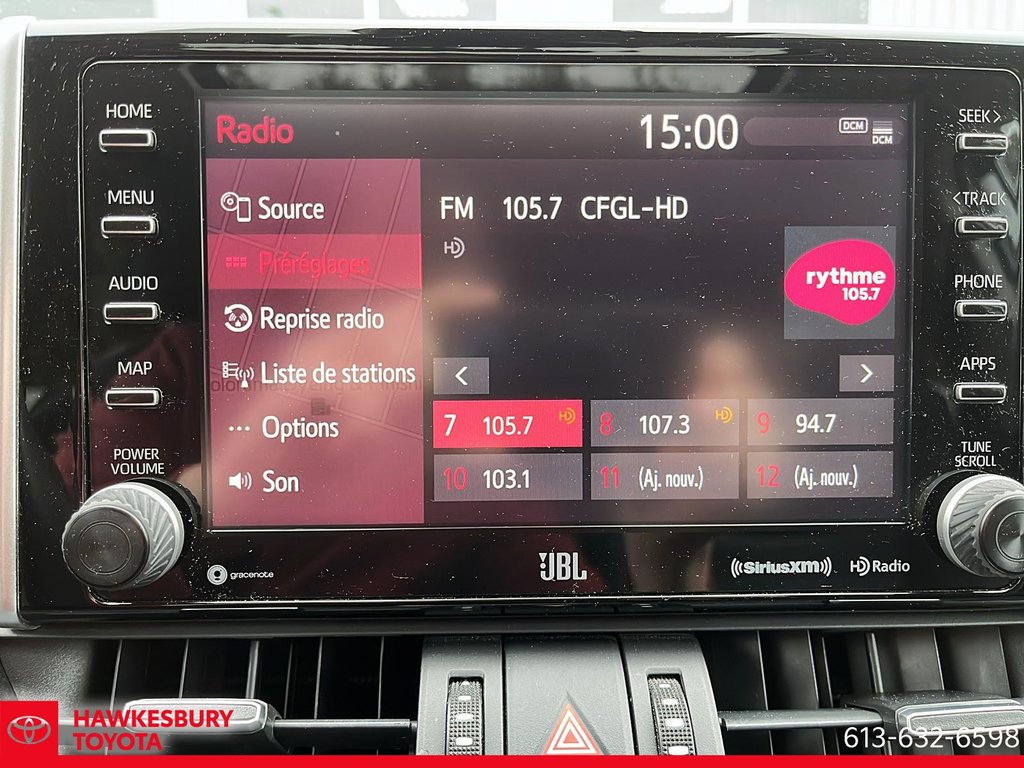 HOME
MENU
AUDIO
MAP
POWER
VOLUME
Radio
15:00
DCM
DCM
Source
Préréglages
Reprise radio
Liste de stations
Options
Son
FM 105.7 CFGL-HD
HD
rythme
105.7
<
>
7 105.7 HD
8 107.3 HD
9 94.7
10 103.1
11 (Aj. nouv.)
12 (Aj. nouv.)
SEEK >
< TRACK
PHONE
APPS
TUNE
SCROLL
gracenote
JBL
((SiriusXM))
HD Radio
HAWKESBURY
TOYOTA
613-632-6598